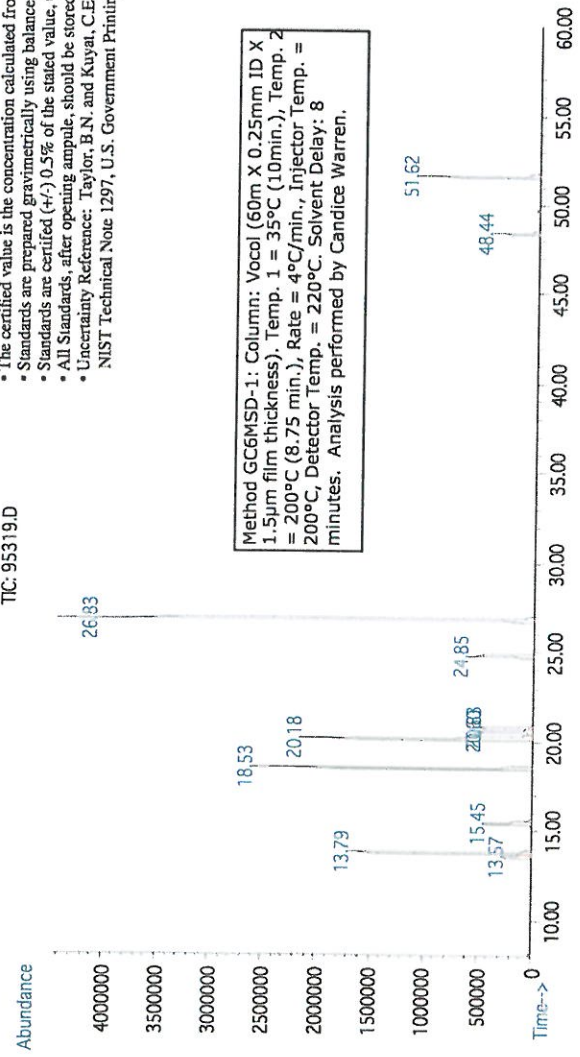 • The certified value is the concentration calculated fro
• Standards are prepared gravimetrically using balance
• Standards are certifed (+/-) 0.5% of the stated value,
• All Standards, after opening ampule, should be stored
• Uncertainty Reference: Taylor, B.N. and Kuyat, C.E
NIST Technical Note 1297, U.S. Government Printin
TIC: 95319.D
Abundance
Method GC6MSD-1: Column: Vocol (60m X 0.25mm ID X
1.5µm film thickness). Temp. 1 = 35°C (10min.), Temp. 2
= 200°C (8.75 min.), Rate = 4°C/min., Injector Temp. =
200°C, Detector Temp. = 220°C. Solvent Delay: 8
minutes. Analysis performed by Candice Warren.
4000000
3500000
3000000
2500000
2000000
1500000
1000000
500000
0
26.83
18.53
20.18
13.79
51.62
24.85
48.44
15.45
13.57
Time-->
10.00 15.00 20.00 25.00 30.00 35.00 40.00 45.00 50.00 55.00 60.00